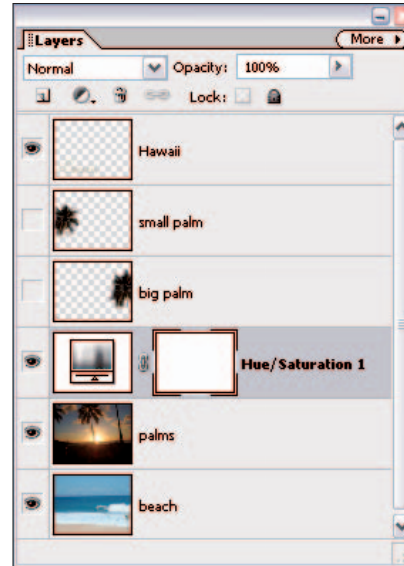 Layers More
Normal Opacity: 100%
Lock:
Hawaii
small palm
big palm
Hue/Saturation 1
palms
beach